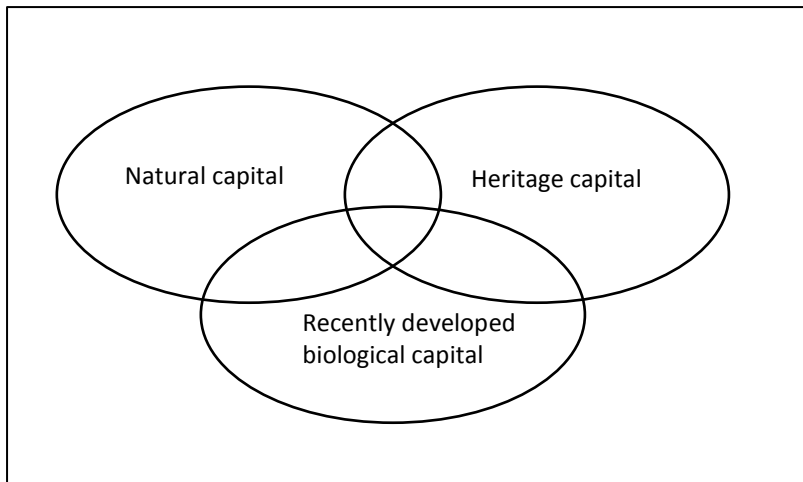 Natural capital
Heritage capital
Recently developed
biological capital